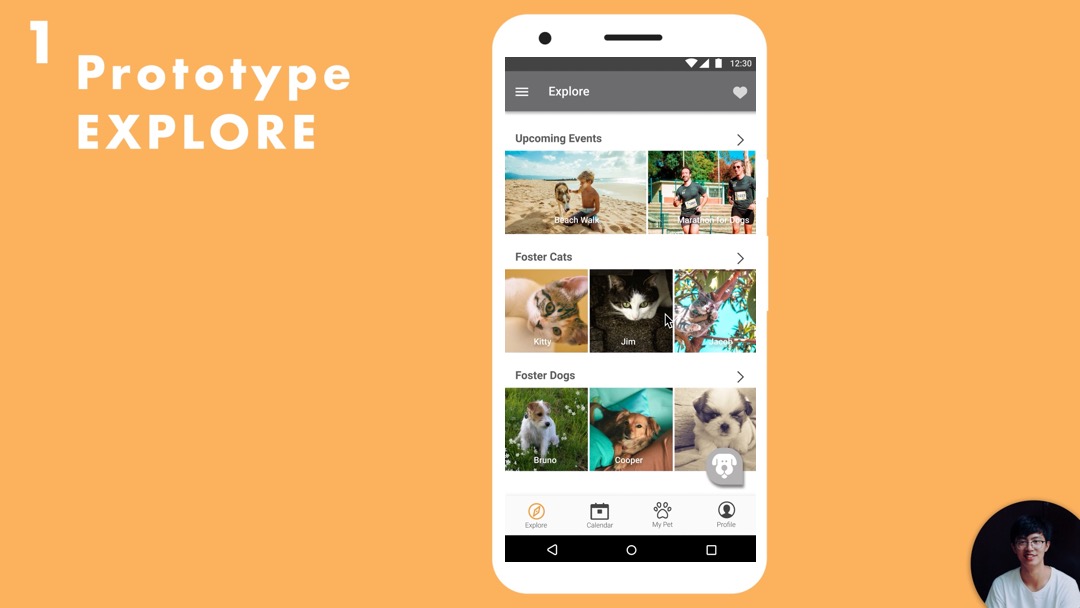 1
Prototype
EXPLORE
12:30
Explore
Upcoming Events
Beach Walk
Marathon for Dogs
Foster Cats
Kitty
Jim
Jacob
Foster Dogs
Bruno
Cooper
Explore
Calendar
My Pet
Profile